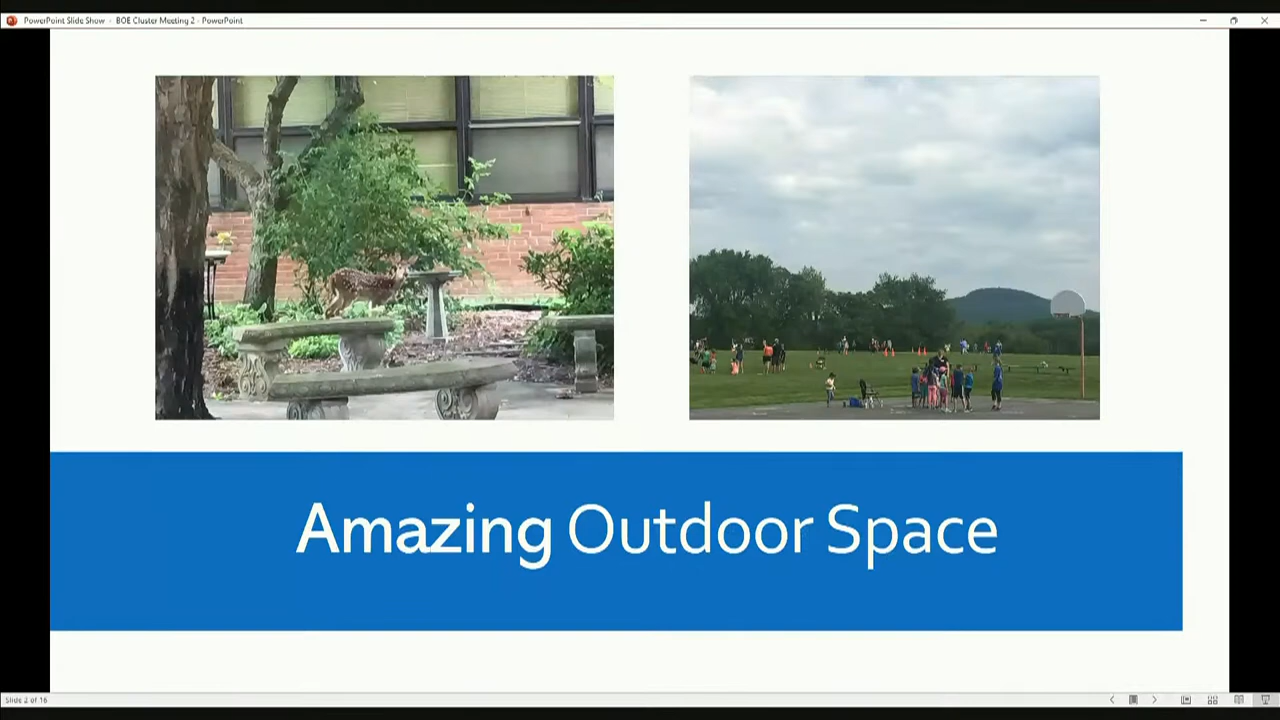 PowerPoint Slide Show - BOE Cluster Meeting 2 - PowerPoint
Amazing Outdoor Space
Slide 2 of 16